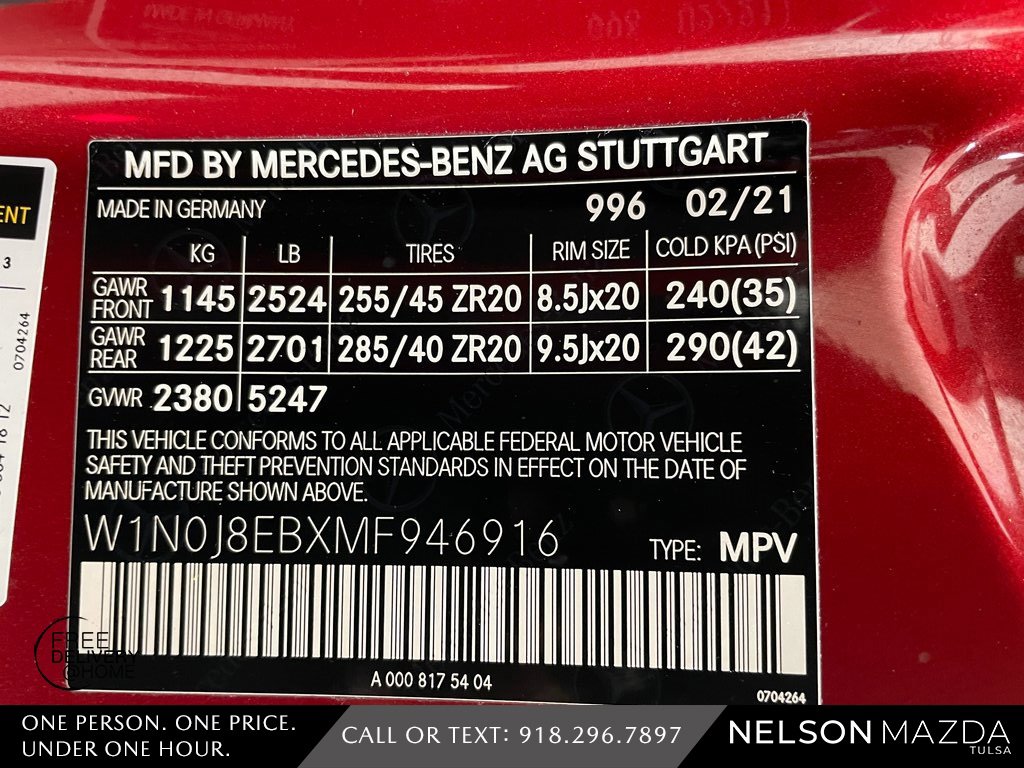 MFD BY MERCEDES-BENZ AG STUTTGART
MADE IN GERMANY 996 02/21
KG LB TIRES RIM SIZE COLD KPA (PSI)
GAWR FRONT 1145 2524 255/45 ZR20 8.5Jx20 240(35)
GAWR REAR 1225 2701 285/40 ZR20 9.5Jx20 290(42)
GVWR 2380 5247
THIS VEHICLE CONFORMS TO ALL APPLICABLE FEDERAL MOTOR VEHICLE
SAFETY AND THEFT PREVENTION STANDARDS IN EFFECT ON THE DATE OF
MANUFACTURE SHOWN ABOVE.
W1N0J8EBXMF946916 TYPE: MPV
A 000 817 54 04
0704264
ENT
3
0704264
FREE
DELIVERY
@HOME
ONE PERSON. ONE PRICE.
UNDER ONE HOUR.
CALL OR TEXT: 918.296.7897
NELSON MAZDA
TULSA